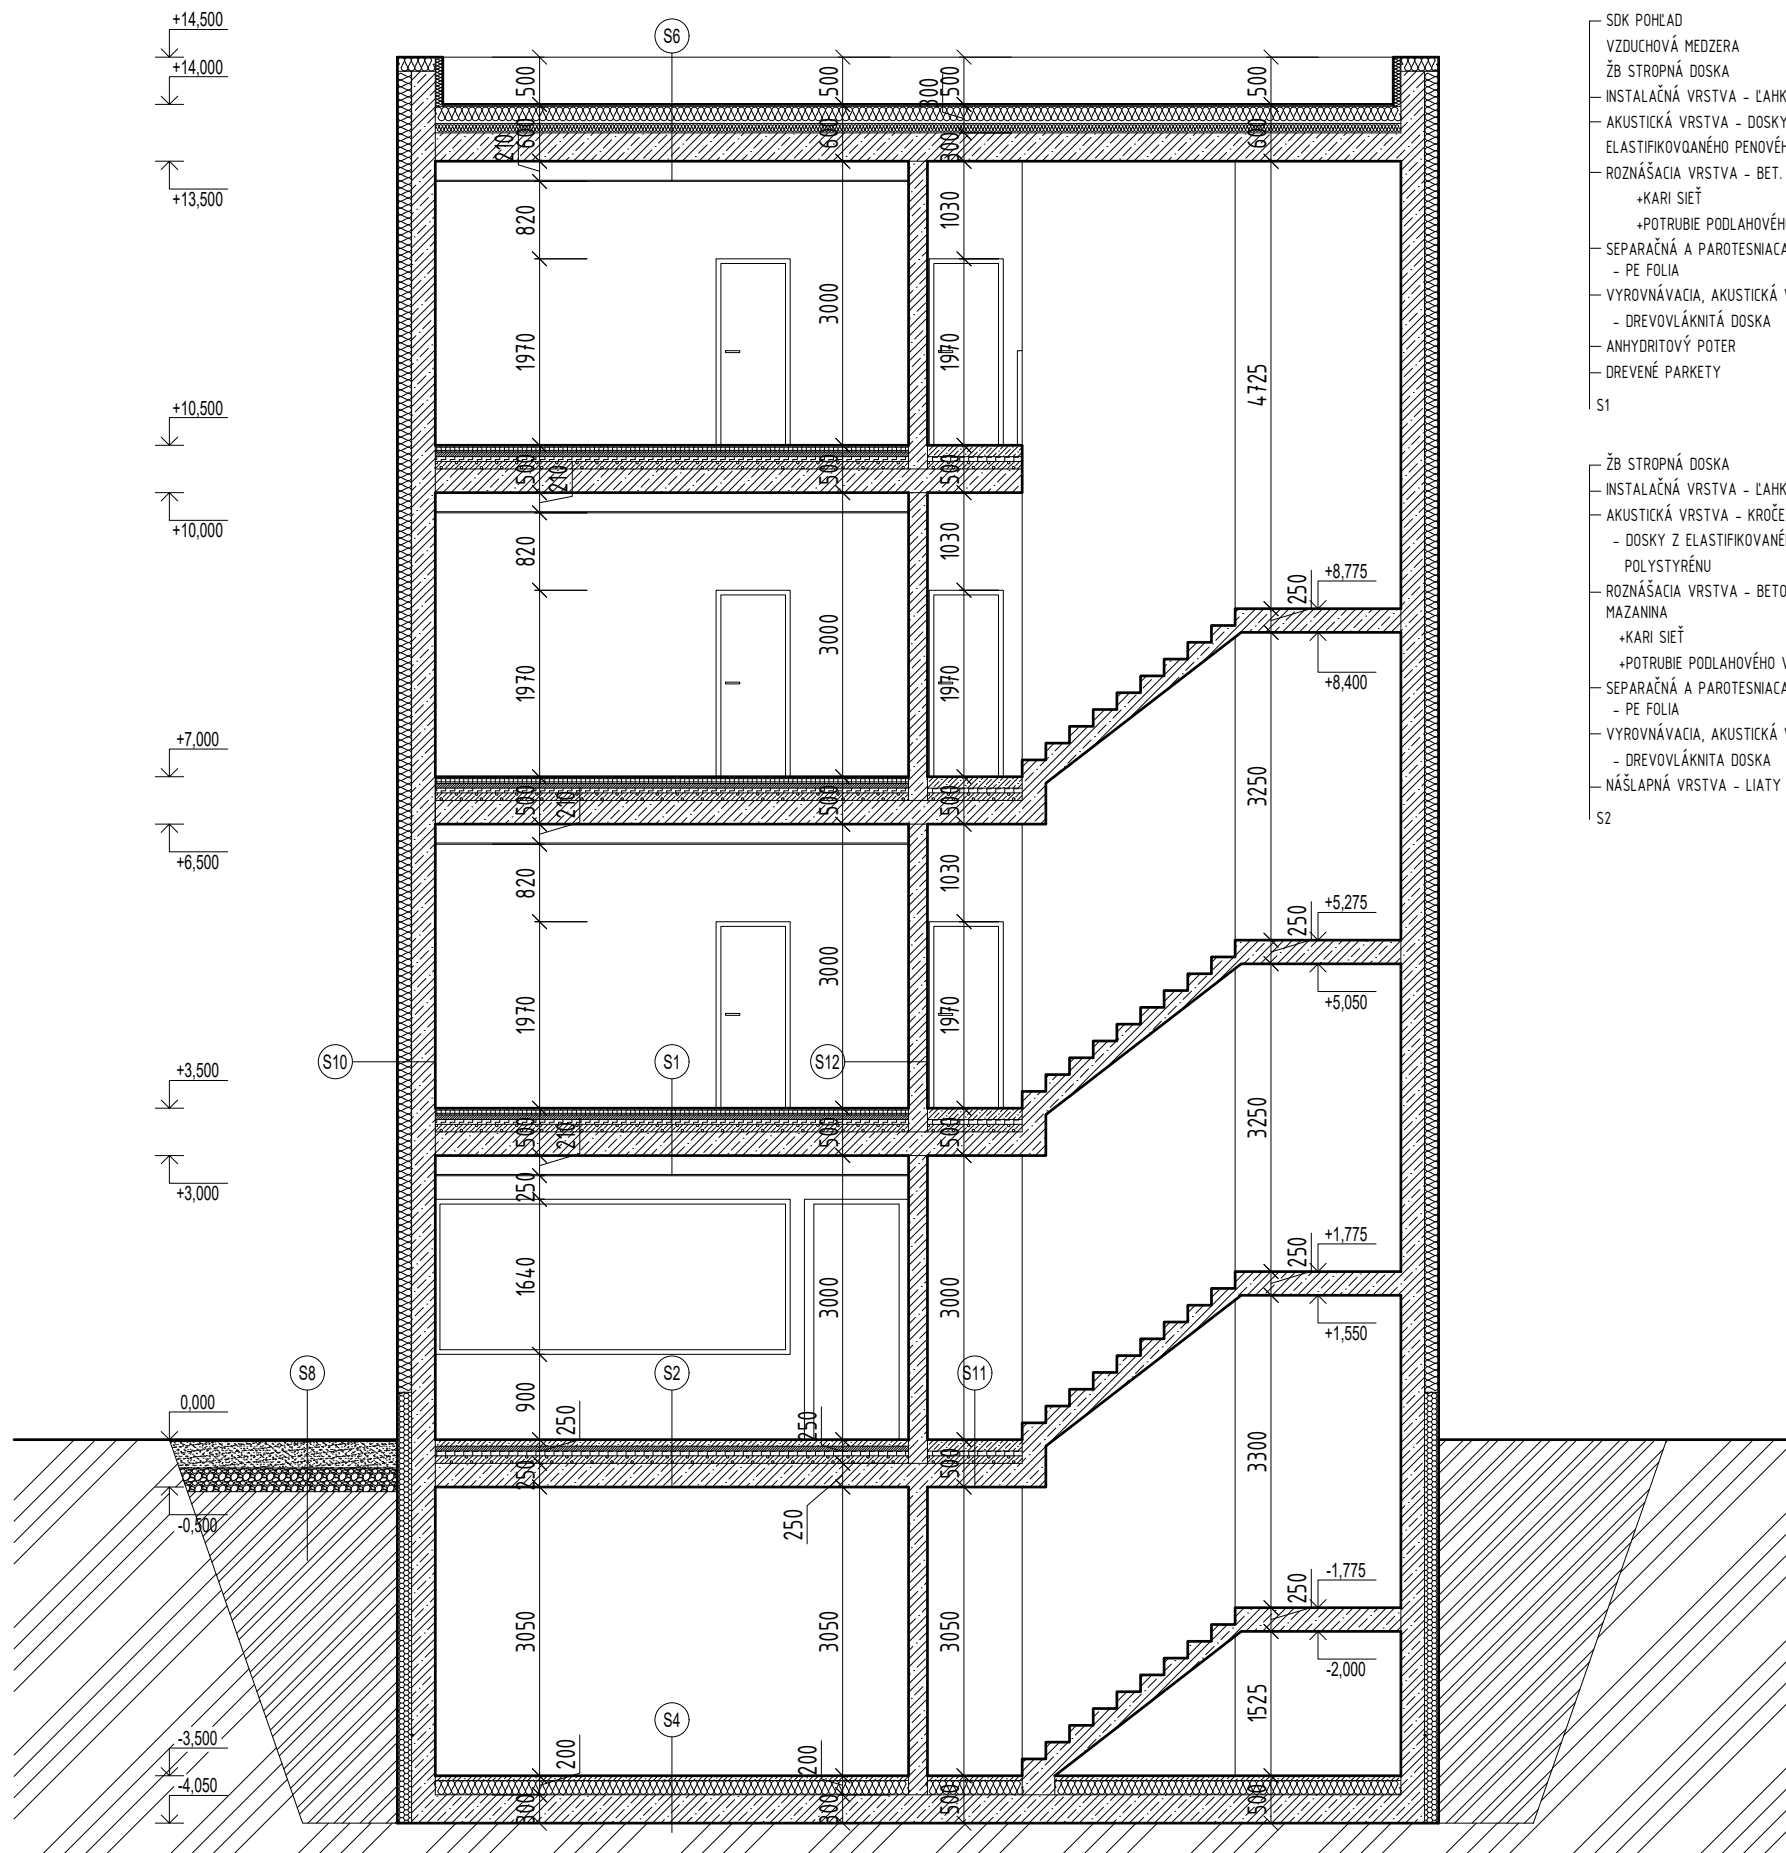 +14,500
+14,000
+13,500
+10,500
+10,000
+7,000
+6,500
+3,500
+3,000
0,000
-0,500
-3,500
-4,050
S6
500
500
800
500
500
210
600
600
300
600
820
1970
3000
1030
1970
4725
500
210
500
500
820
1970
3000
1030
1970
250
+8,775
+8,400
500
210
500
500
3250
820
1970
3000
1030
1970
250
+5,275
+5,050
S10
S1
S12
500
210
500
500
3250
250
1640
900
3000
3000
250
+1,775
+1,550
S8
S2
S11
250
250
250
500
250
3300
3050
3050
3050
250
-1,775
-2,000
1525
S4
200
200
300
300
500
500
SDK POHĽAD
VZDUCHOVÁ MEDZERA
ŽB STROPNÁ DOSKA
INSTALAČNÁ VRSTVA - ĽAHK
AKUSTICKÁ VRSTVA - DOSKY
ELASTIFIKOVQANÉHO PENOVÉH
ROZNÁŠACIA VRSTVA - BET.
+KARI SIEŤ
+POTRUBIE PODLAHOVÉH
SEPARAČNÁ A PAROTESNIACA
- PE FOLIA
VYROVNÁVACIA, AKUSTICKÁ V
- DREVOVLÁKNITÁ DOSKA
ANHYDRITOVÝ POTER
DREVENÉ PARKETY
S1
ŽB STROPNÁ DOSKA
INSTALAČNÁ VRSTVA - ĽAHK
AKUSTICKÁ VRSTVA - KROČE
- DOSKY Z ELASTIFIKOVANÉ
POLYSTYRÉNU
ROZNÁŠACIA VRSTVA - BETO
MAZANINA
+KARI SIEŤ
+POTRUBIE PODLAHOVÉHO V
SEPARAČNÁ A PAROTESNIACA
- PE FOLIA
VYROVNÁVACIA, AKUSTICKÁ V
- DREVOVLÁKNITA DOSKA
NÁŠLAPNÁ VRSTVA - LIATY
S2